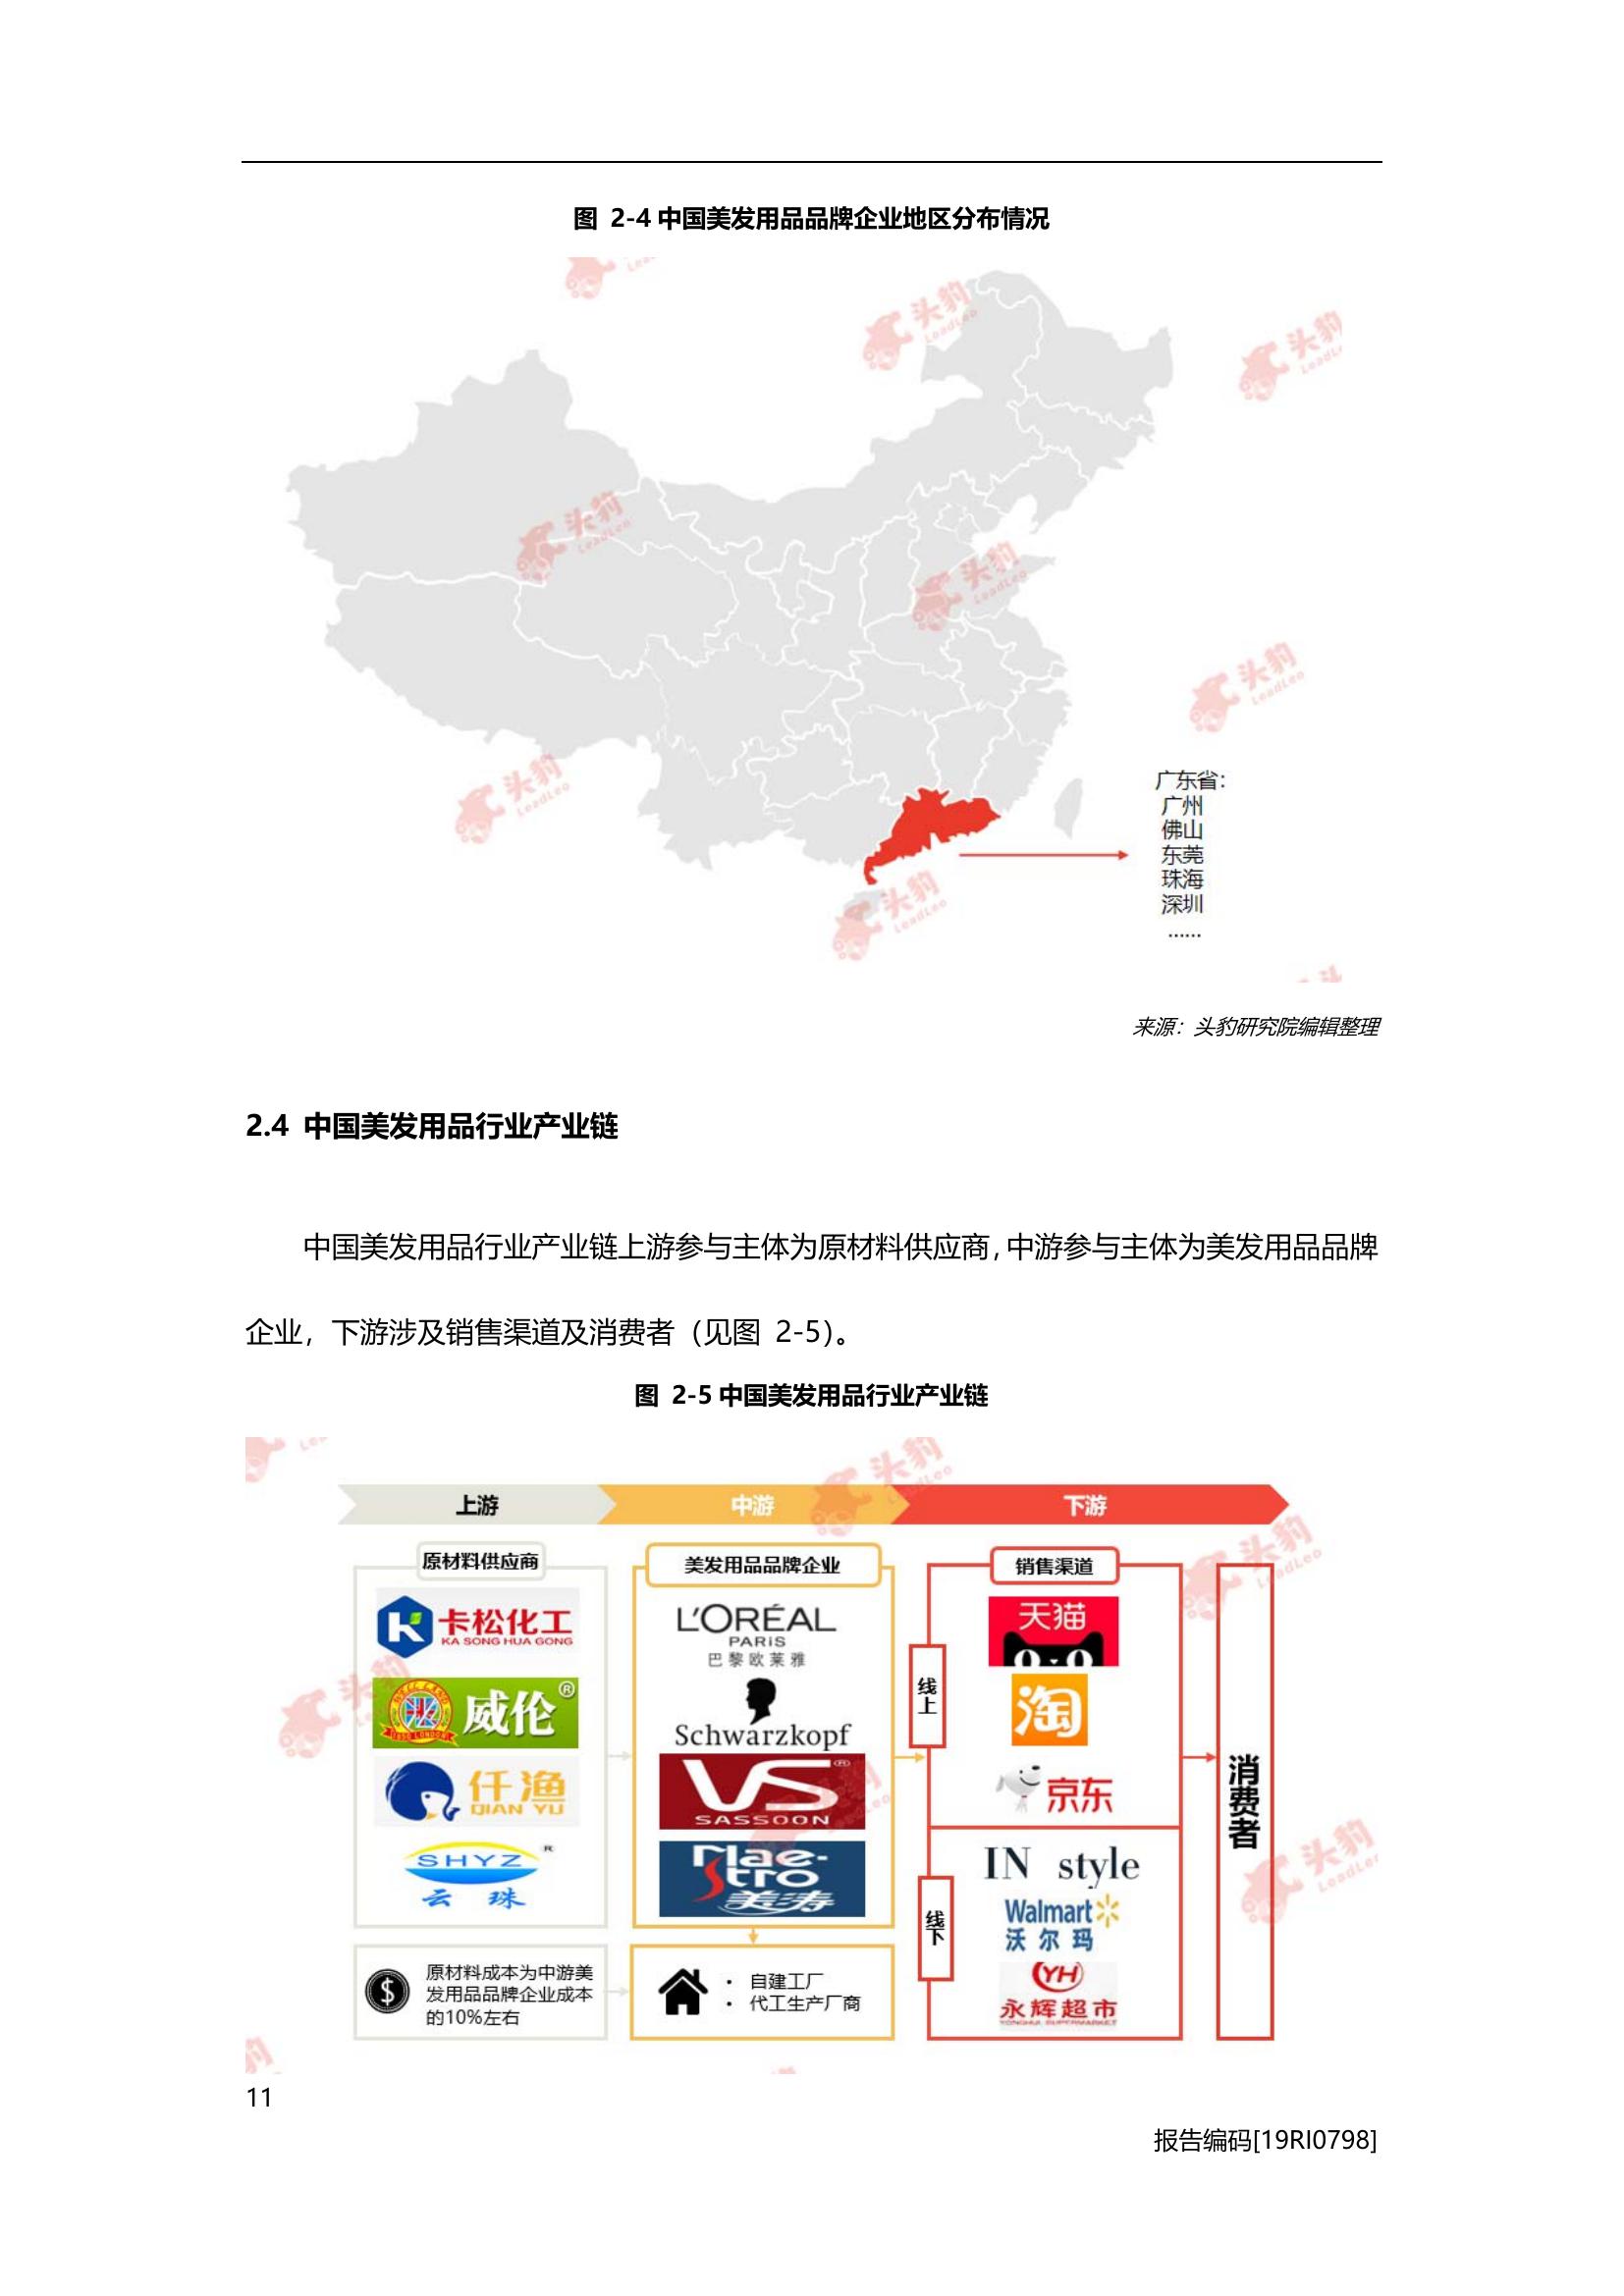 图 2-4 中国美发用品品牌企业地区分布情况
广东省：
广州
佛山
东莞
珠海
深圳
……
来源：头豹研究院编辑整理
2.4 中国美发用品行业产业链
中国美发用品行业产业链上游参与主体为原材料供应商，中游参与主体为美发用品品牌
企业，下游涉及销售渠道及消费者（见图 2-5）。
图 2-5 中国美发用品行业产业链
上游
中游
下游
原材料供应商
卡松化工
KA SONG HUA GONG
威伦®
仟渔
QIAN YU
SHYZ®
云 珠
原材料成本为中游美
发用品品牌企业成本
的10%左右
美发用品品牌企业
L'ORÉAL
PARiS
巴黎欧莱雅
Schwarzkopf
VS®
SASSOON
Maestro
美涛
• 自建工厂
• 代工生产厂商
销售渠道
线上
天猫
淘
京东
线下
IN style
Walmart
沃尔玛
YH
永辉超市
YONGHUI SUPERMARKET
消费者
头豹
LeadLeo
11
报告编码[19RI0798]